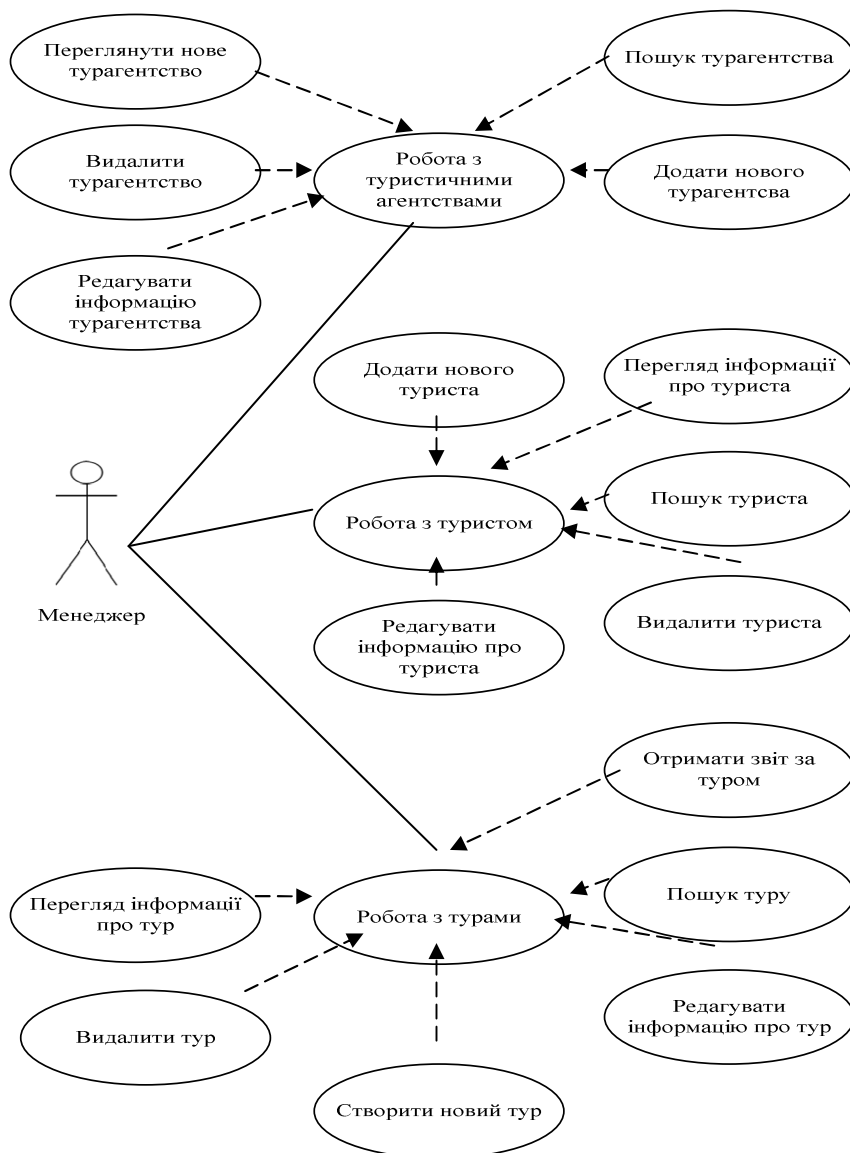 Переглянути нове
турагентство
Пошук турагентства
Видалити
турагентство
Робота з
туристичними
агентствами
Додати нового
турагентсва
Редагувати
інформацію
турагентства
Додати нового
туриста
Перегляд інформації
про туриста
Пошук туриста
Робота з туристом
Менеджер
Редагувати
інформацію про
туриста
Видалити туриста
Отримати звіт за
туром
Перегляд інформації
про тур
Робота з турами
Пошук туру
Видалити тур
Редагувати
інформацію про тур
Створити новий тур